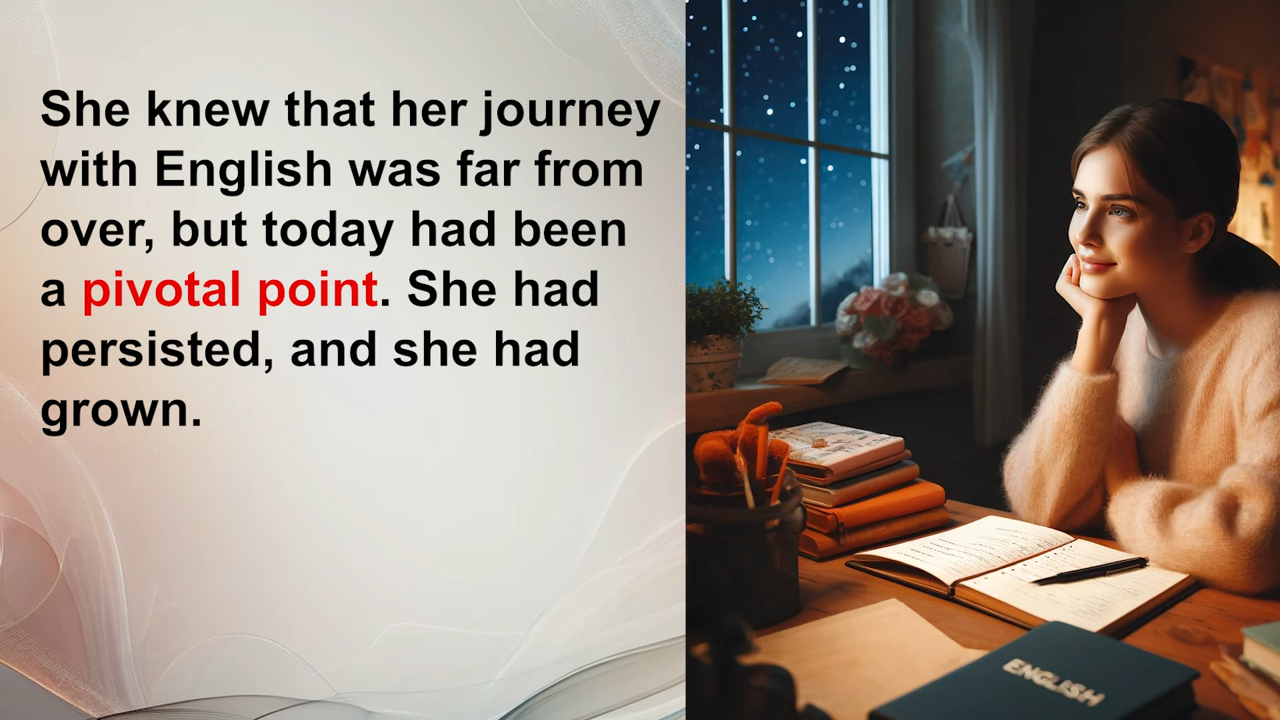 She knew that her journey
with English was far from
over, but today had been
a pivotal point. She had
persisted, and she had
grown.
ENGLISH